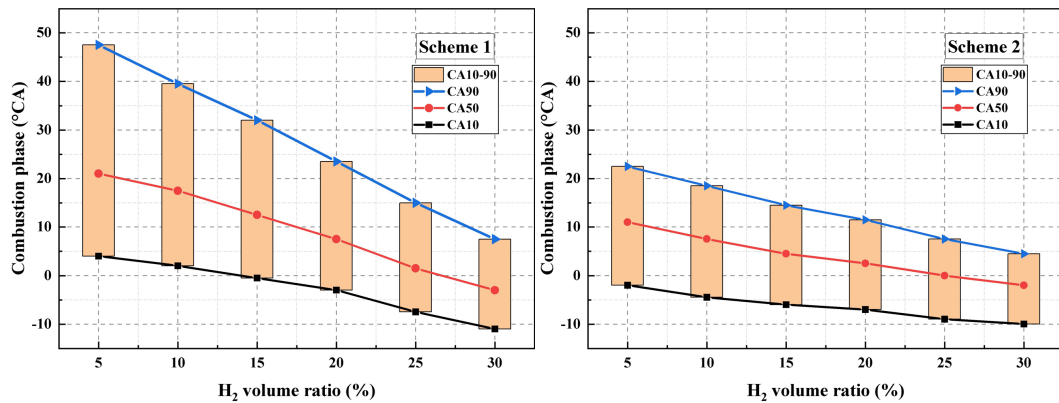 Combustion phase (°CA)
50
40
30
20
10
0
-10
Scheme 1
CA10-90
CA90
CA50
CA10
5 10 15 20 25 30
H₂ volume ratio (%)
Combustion phase (°CA)
50
40
30
20
10
0
-10
Scheme 2
CA10-90
CA90
CA50
CA10
5 10 15 20 25 30
H₂ volume ratio (%)